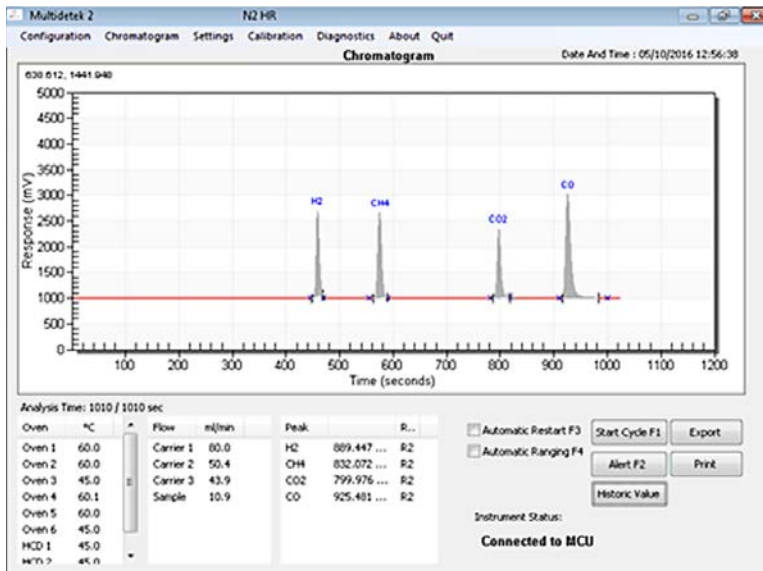 Multidetek 2 N2 HR
Configuration Chromatogram Settings Calibration Diagnostics About Quit
Chromatogram
Date And Time : 05/10/2016 12:56:38
638.612, 1441.948
Response (mV)
5000
4500
4000
3500
3000
2500
2000
1500
1000
500
0
H2
CH4
CO2
CO
100 200 300 400 500 600 700 800 900 1000 1100 1200
Time (seconds)
Analysis Time: 1010 / 1010 sec
Oven °C
Oven 1 60.0
Oven 2 60.0
Oven 3 45.0
Oven 4 60.1
Oven 5 60.0
Oven 6 45.0
HCD 1 45.0
HCD 2 45.0
Flow ml/min
Carrier 1 80.0
Carrier 2 50.4
Carrier 3 43.9
Sample 10.9
Peak R..
H2 889.447 ... R2
CH4 832.072 ... R2
CO2 799.976 ... R2
CO 925.481 ... R2
Automatic Restart F3
Automatic Ranging F4
Start Cycle F1
Export
Alert F2
Print
Historic Value
Instrument Status:
Connected to MCU